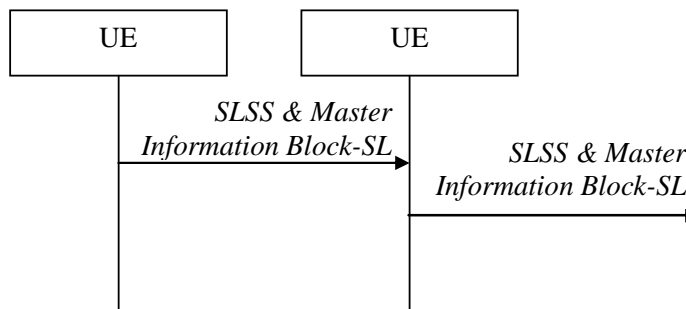 UE
UE
SLSS & Master
Information Block-SL
SLSS & Master
Information Block-SL